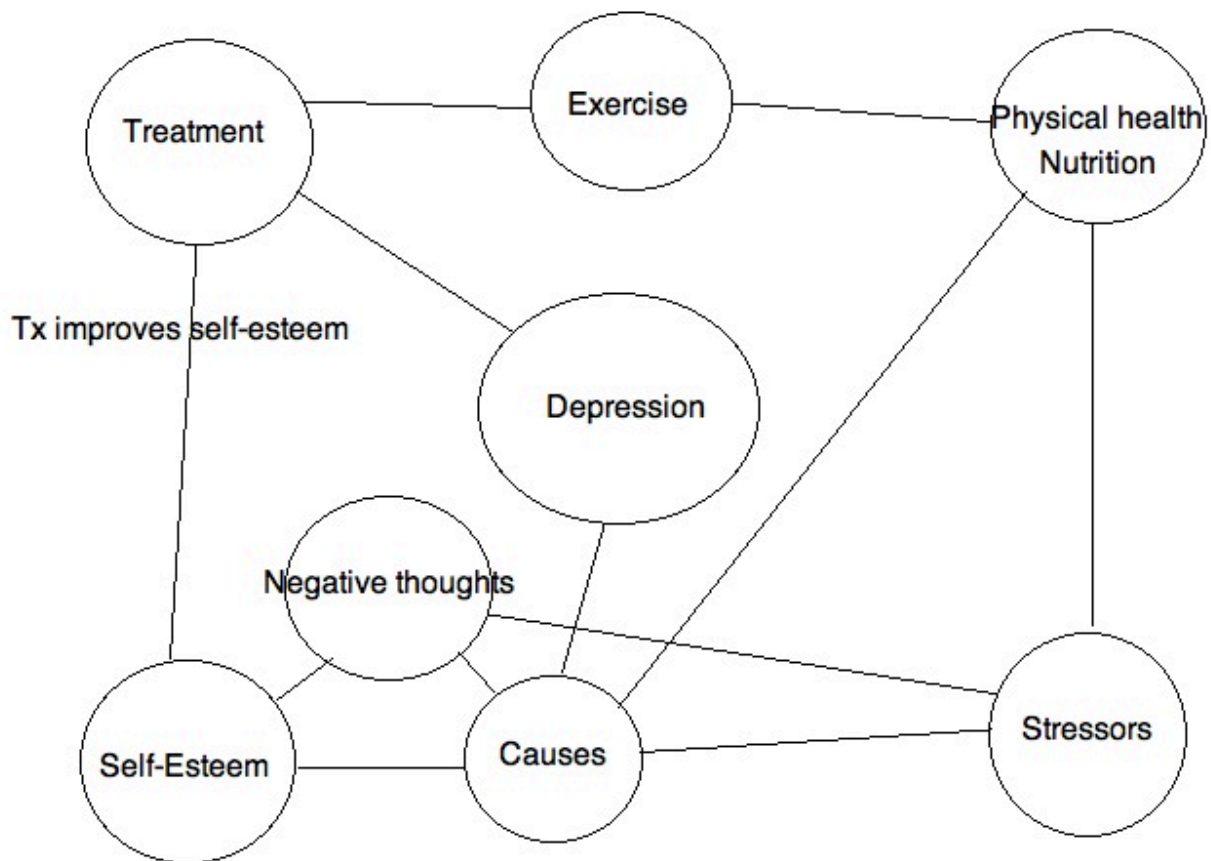 Treatment
Exercise
Physical health
Nutrition
Tx improves self-esteem
Depression
Negative thoughts
Self-Esteem
Causes
Stressors